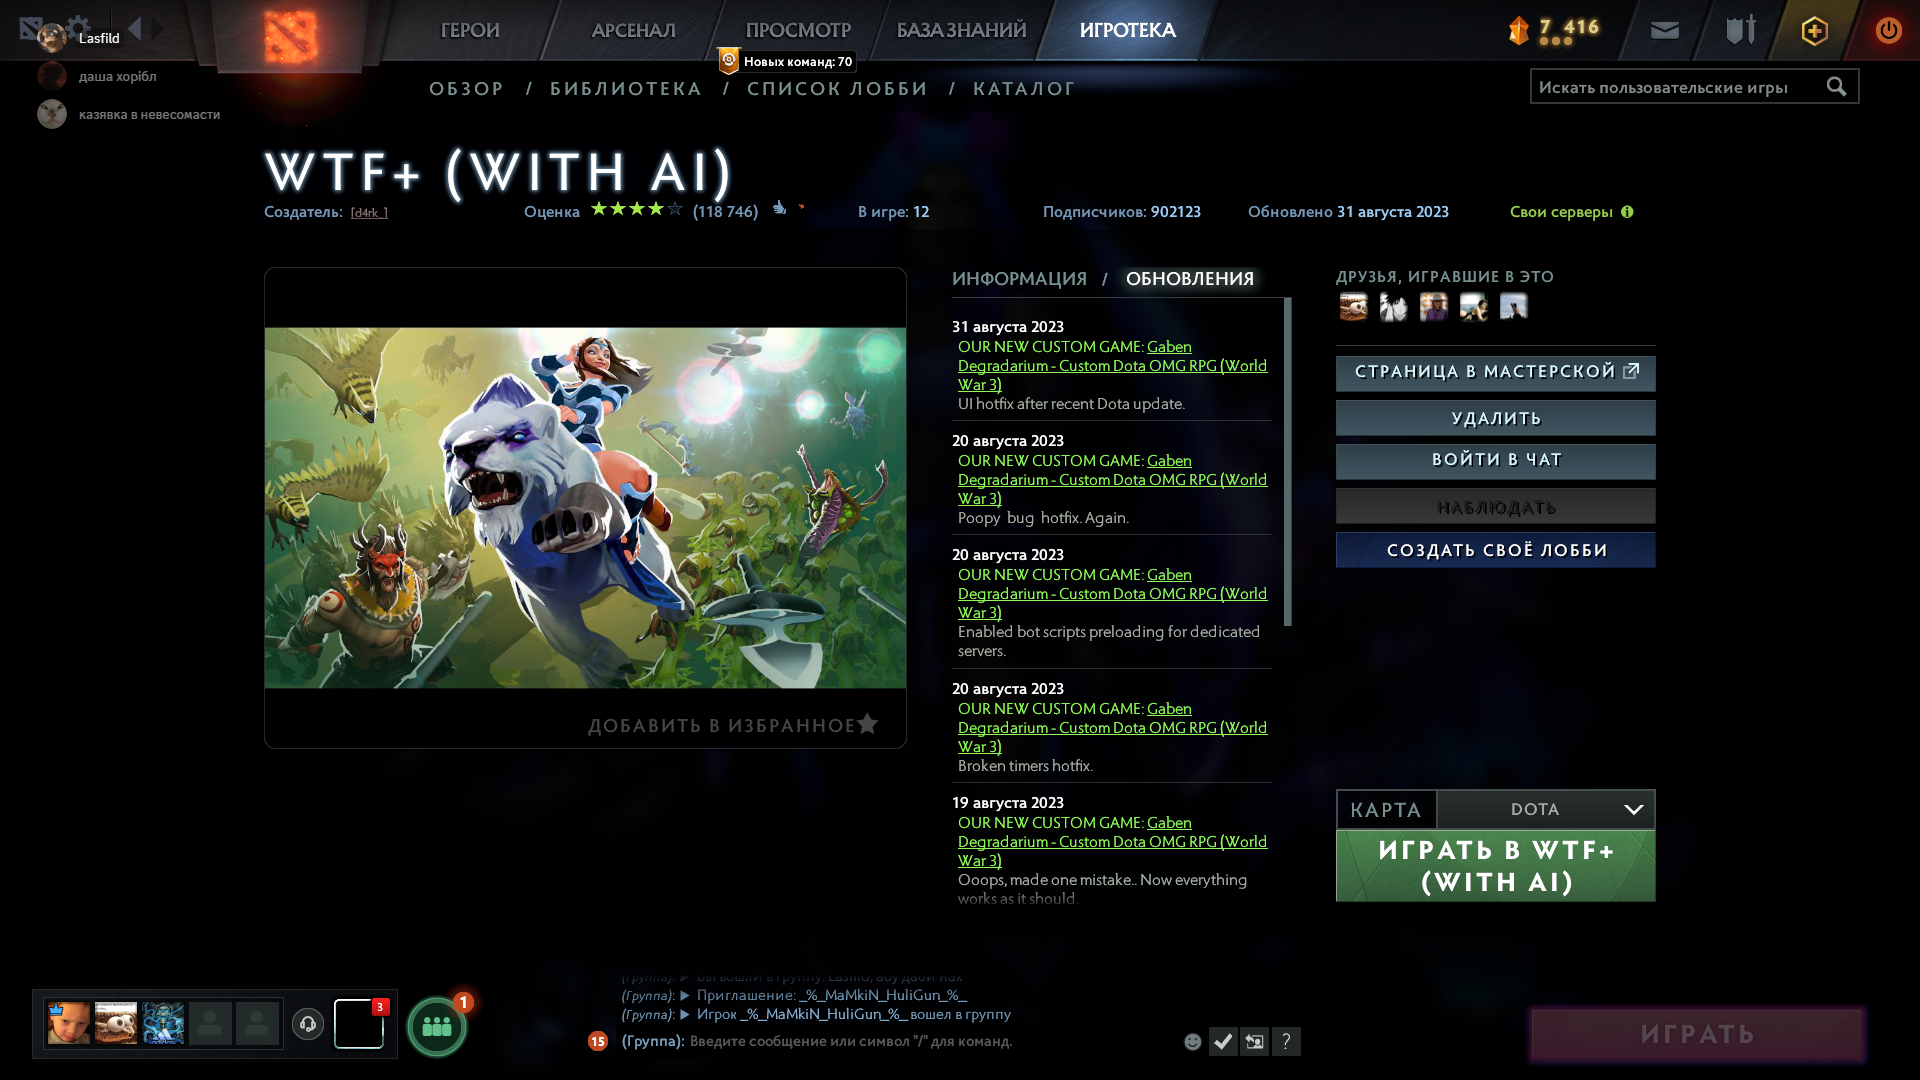 Lasfild
даша хорібл
казявка в невесомасти
ГЕРОИ
АРСЕНАЛ
ПРОСМОТР
БАЗА ЗНАНИЙ
ИГРОТЕКА
7 416
Новых команд: 70
ОБЗОР / БИБЛИОТЕКА / СПИСОК ЛОББИ / КАТАЛОГ
Искать пользовательские игры
WTF+ (WITH AI)
Создатель: [d4rk_]
Оценка (118 746)
В игре: 12
Подписчиков: 902123
Обновлено 31 августа 2023
Свои серверы
ДОБАВИТЬ В ИЗБРАННОЕ
ИНФОРМАЦИЯ / ОБНОВЛЕНИЯ
31 августа 2023
OUR NEW CUSTOM GAME: Gaben
Degradarium - Custom Dota OMG RPG (World
War 3)
UI hotfix after recent Dota update.
20 августа 2023
OUR NEW CUSTOM GAME: Gaben
Degradarium - Custom Dota OMG RPG (World
War 3)
Poopy bug hotfix. Again.
20 августа 2023
OUR NEW CUSTOM GAME: Gaben
Degradarium - Custom Dota OMG RPG (World
War 3)
Enabled bot scripts preloading for dedicated
servers.
20 августа 2023
OUR NEW CUSTOM GAME: Gaben
Degradarium - Custom Dota OMG RPG (World
War 3)
Broken timers hotfix.
19 августа 2023
OUR NEW CUSTOM GAME: Gaben
Degradarium - Custom Dota OMG RPG (World
War 3)
Ooops, made one mistake.. Now everything
works as it should.
ДРУЗЬЯ, ИГРАВШИЕ В ЭТО
СТРАНИЦА В МАСТЕРСКОЙ
УДАЛИТЬ
ВОЙТИ В ЧАТ
НАБЛЮДАТЬ
СОЗДАТЬ СВОЁ ЛОББИ
КАРТА
DOTA
ИГРАТЬ В WTF+
(WITH AI)
3
1
(Группа): Вы вошли в группу: Lasfild,
(Группа): ▶ Приглашение: _%_MaMkiN_HuliGun_%_
(Группа): ▶ Игрок _%_MaMkiN_HuliGun_%_ вошел в группу
15 (Группа): Введите сообщение или символ "/" для команд.
?
ИГРАТЬ